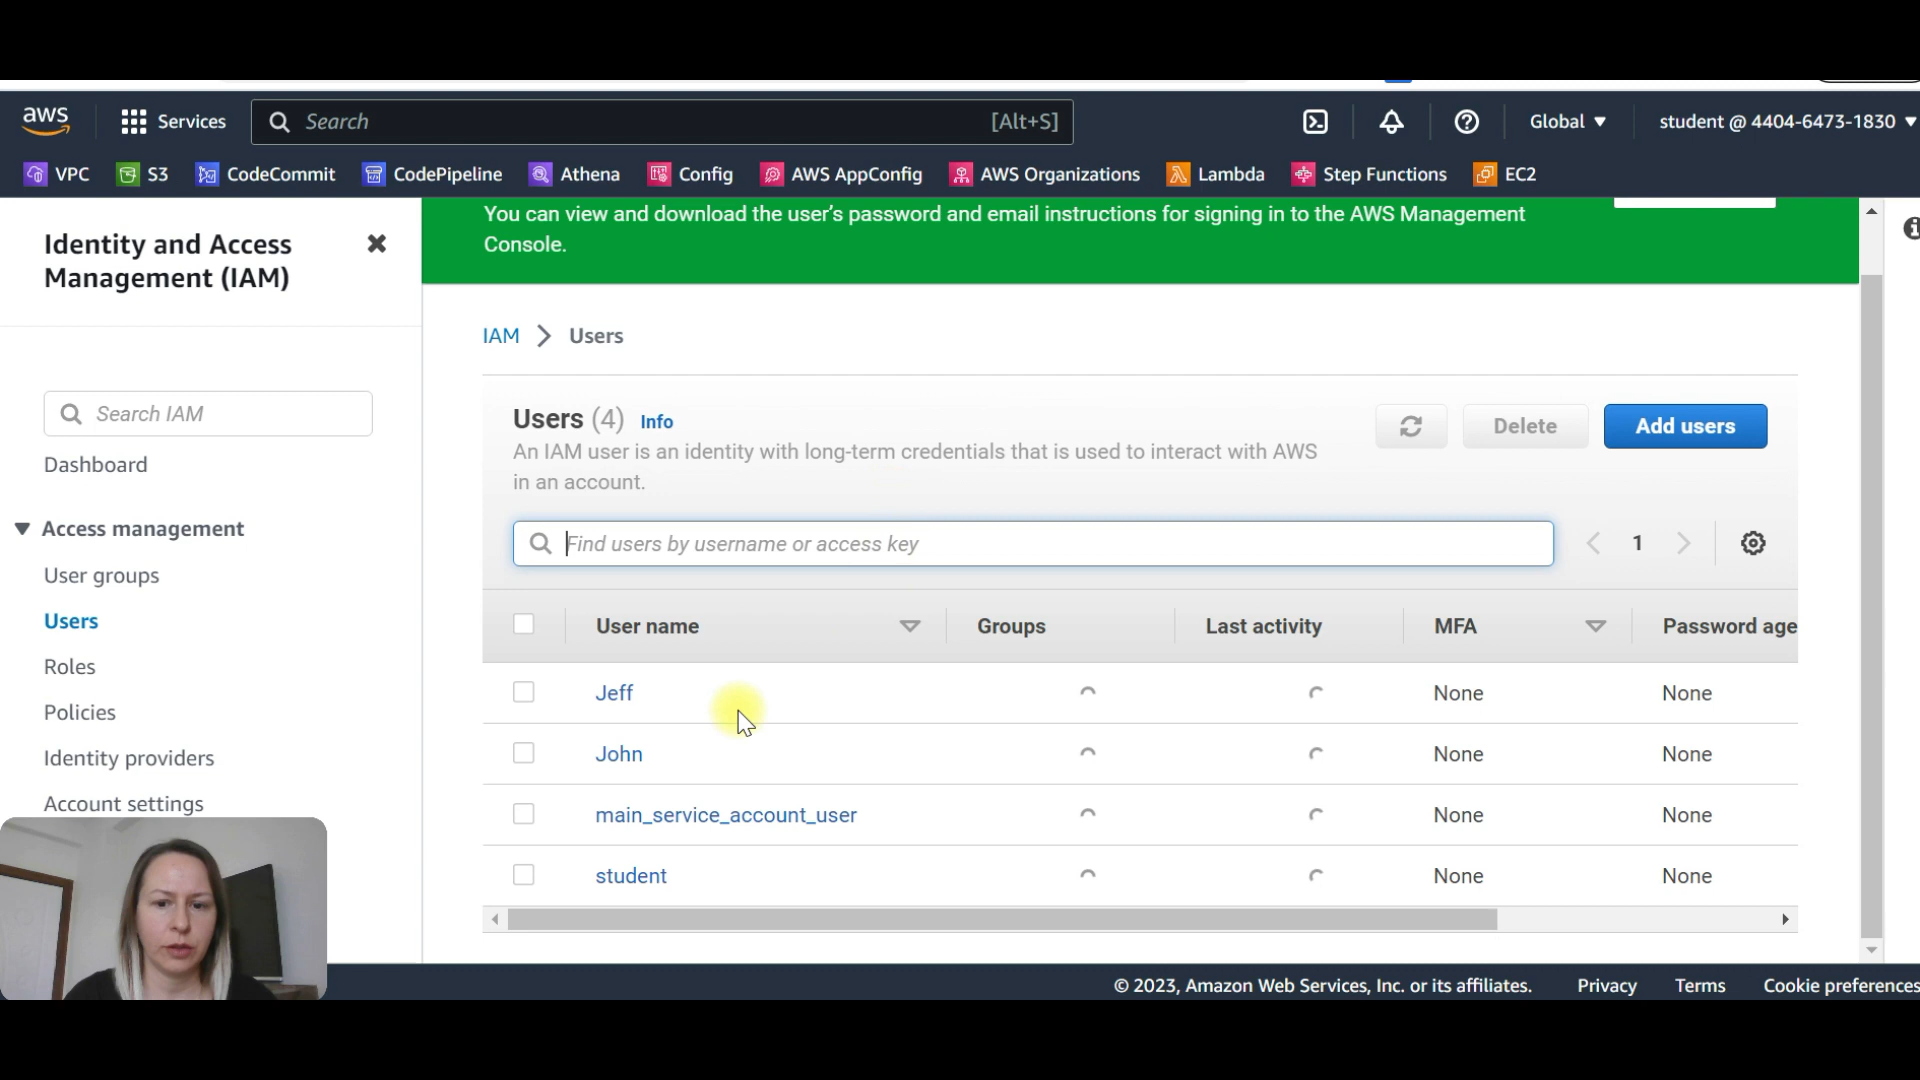 aws Services Search [Alt+S] Global student @ 4404-6473-1830
VPC S3 CodeCommit CodePipeline Athena Config AWS AppConfig AWS Organizations Lambda Step Functions EC2
Identity and Access
Management (IAM)
Search IAM
Dashboard
Access management
User groups
Users
Roles
Policies
Identity providers
Account settings
You can view and download the user's password and email instructions for signing in to the AWS Management
Console.
IAM > Users
Users (4) Info
An IAM user is an identity with long-term credentials that is used to interact with AWS
in an account.
Delete
Add users
Find users by username or access key
1
User name Groups Last activity MFA Password age
Jeff None None
John None None
main_service_account_user None None
student None None
© 2023, Amazon Web Services, Inc. or its affiliates. Privacy Terms Cookie preferences